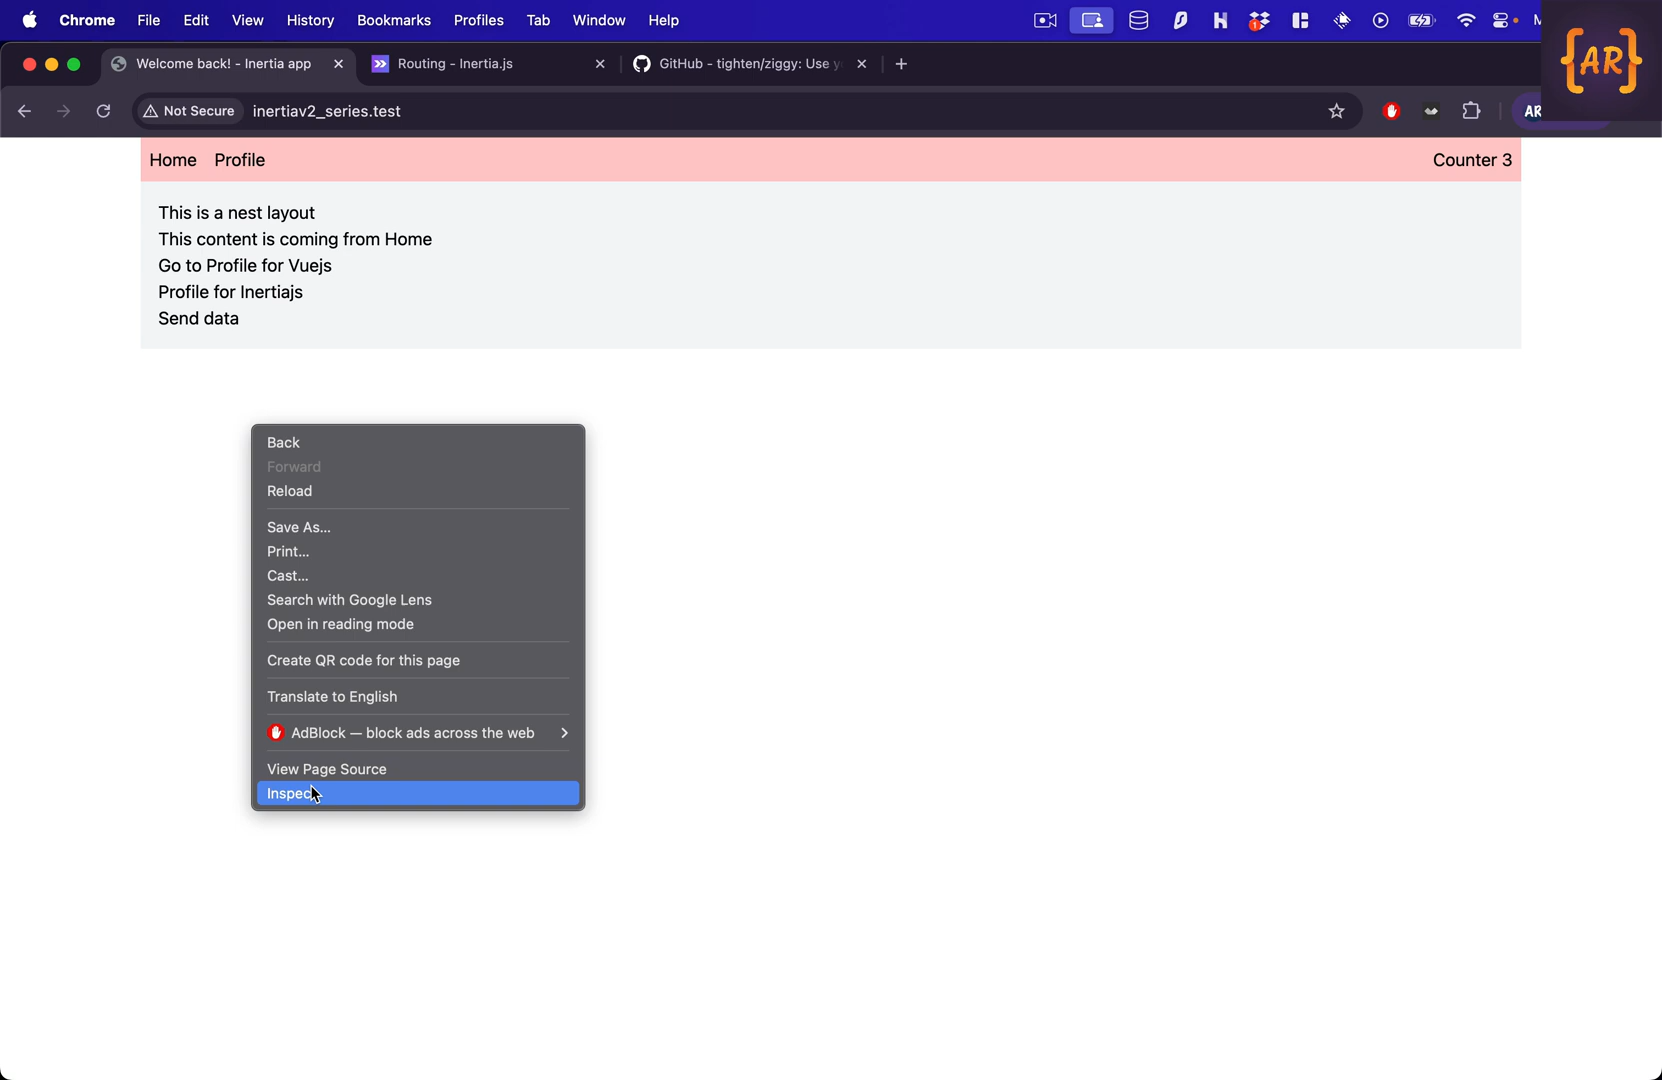 Chrome File Edit View History Bookmarks Profiles Tab Window Help
{AR}
Welcome back! - Inertia app
Routing - Inertia.js
GitHub - tighten/ziggy: Use
Not Secure inertiav2_series.test
AR
Home Profile Counter 3
This is a nest layout
This content is coming from Home
Go to Profile for Vuejs
Profile for Inertiajs
Send data
Back
Forward
Reload
Save As...
Print...
Cast...
Search with Google Lens
Open in reading mode
Create QR code for this page
Translate to English
AdBlock — block ads across the web
View Page Source
Inspect